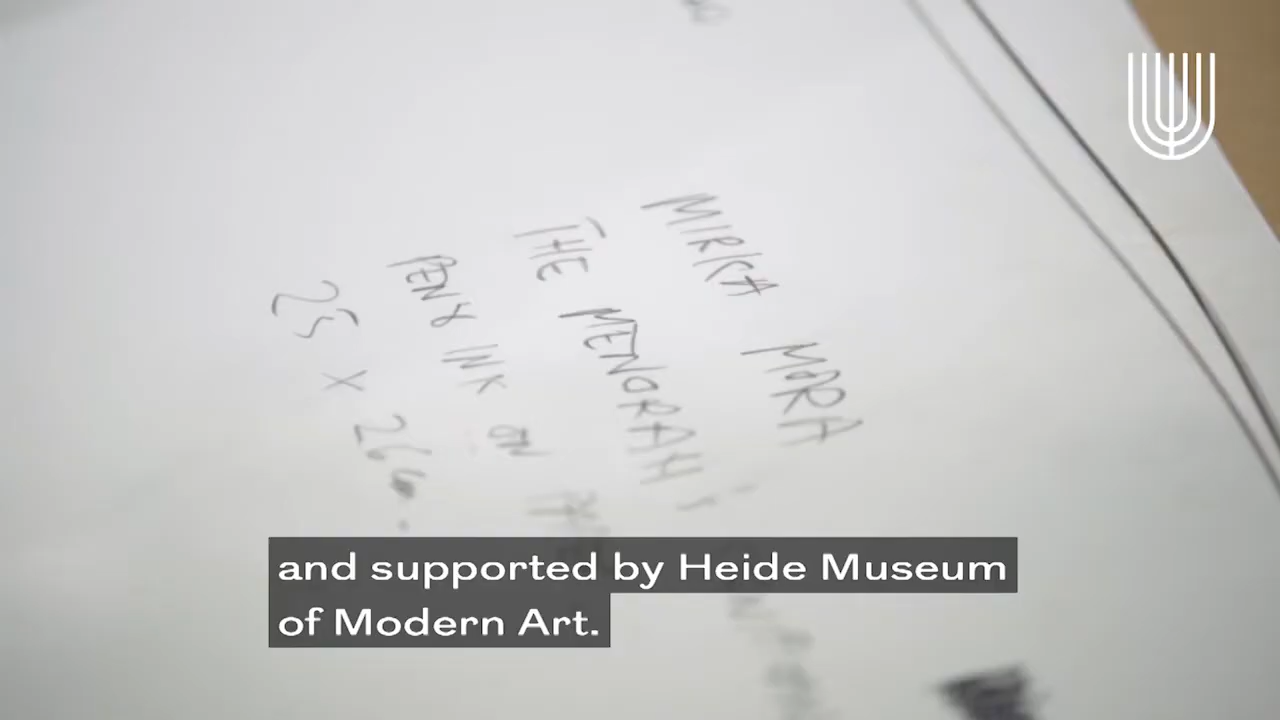 MIRKA MORA
THE MENORAH
PEN & INK ON
25 x 26
and supported by Heide Museum
of Modern Art.